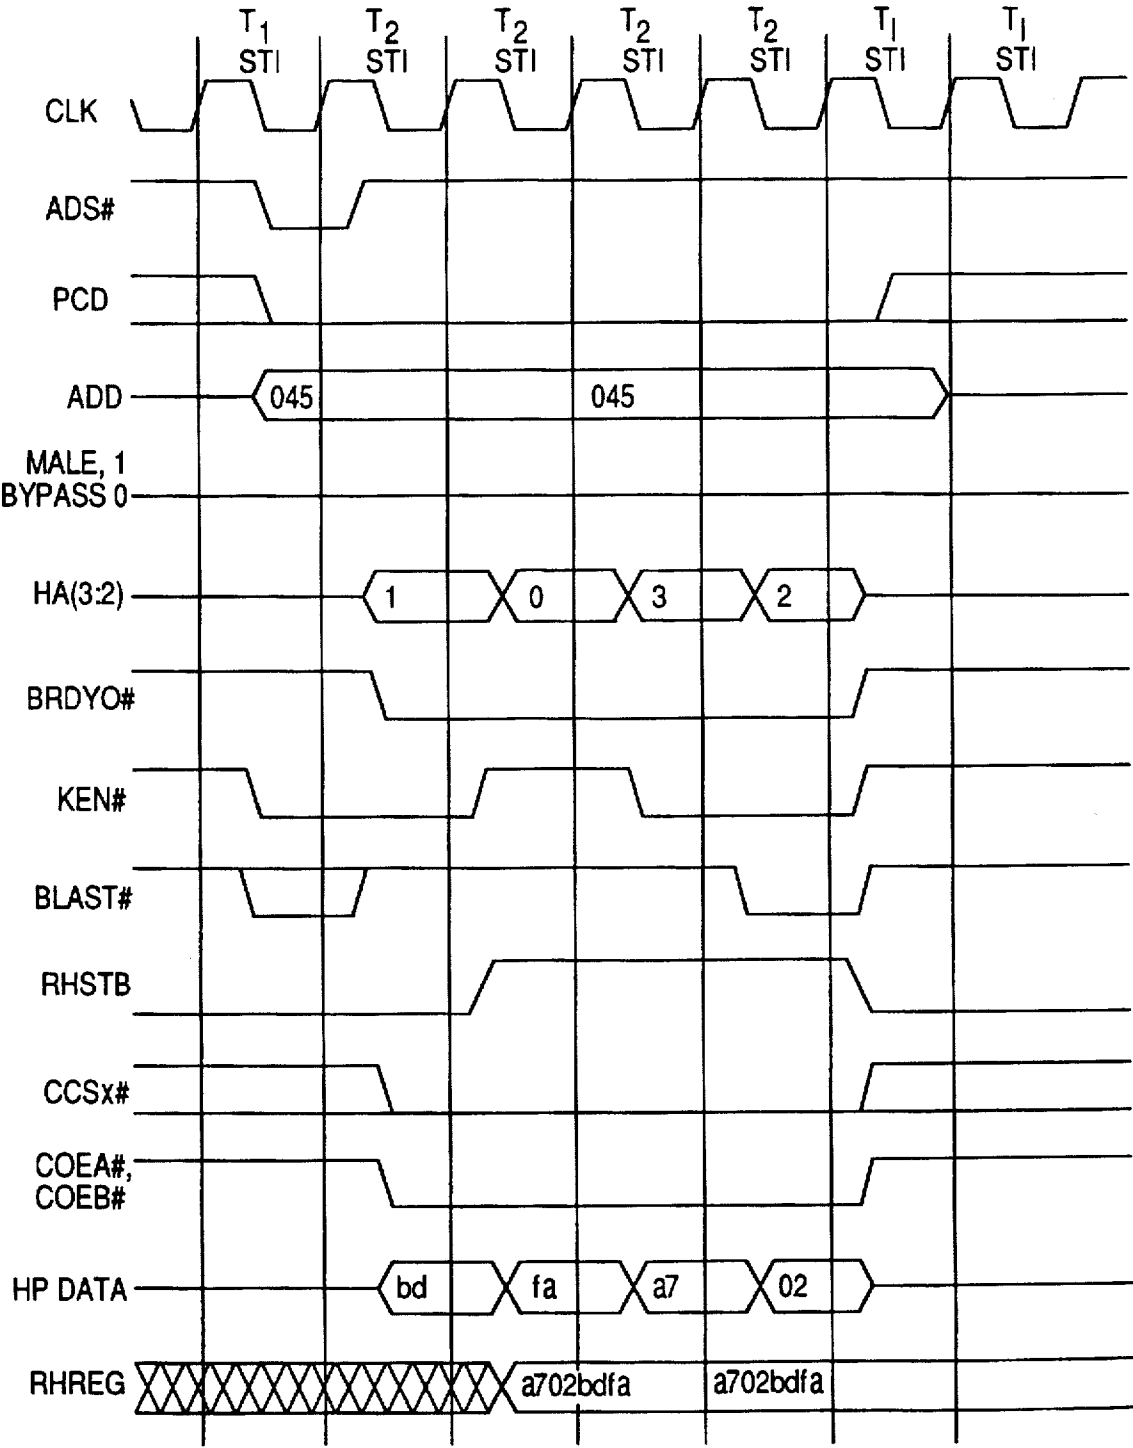 T1 T2 T2 T2 T2 TI TI
STI STI STI STI STI STI STI
CLK
ADS#
PCD
ADD 045 045
MALE, 1
BYPASS 0
HA(3:2) 1 0 3 2
BRDYO#
KEN#
BLAST#
RHSTB
CCSx#
COEA#,
COEB#
HP DATA bd fa a7 02
RHREG a702bdfa a702bdfa